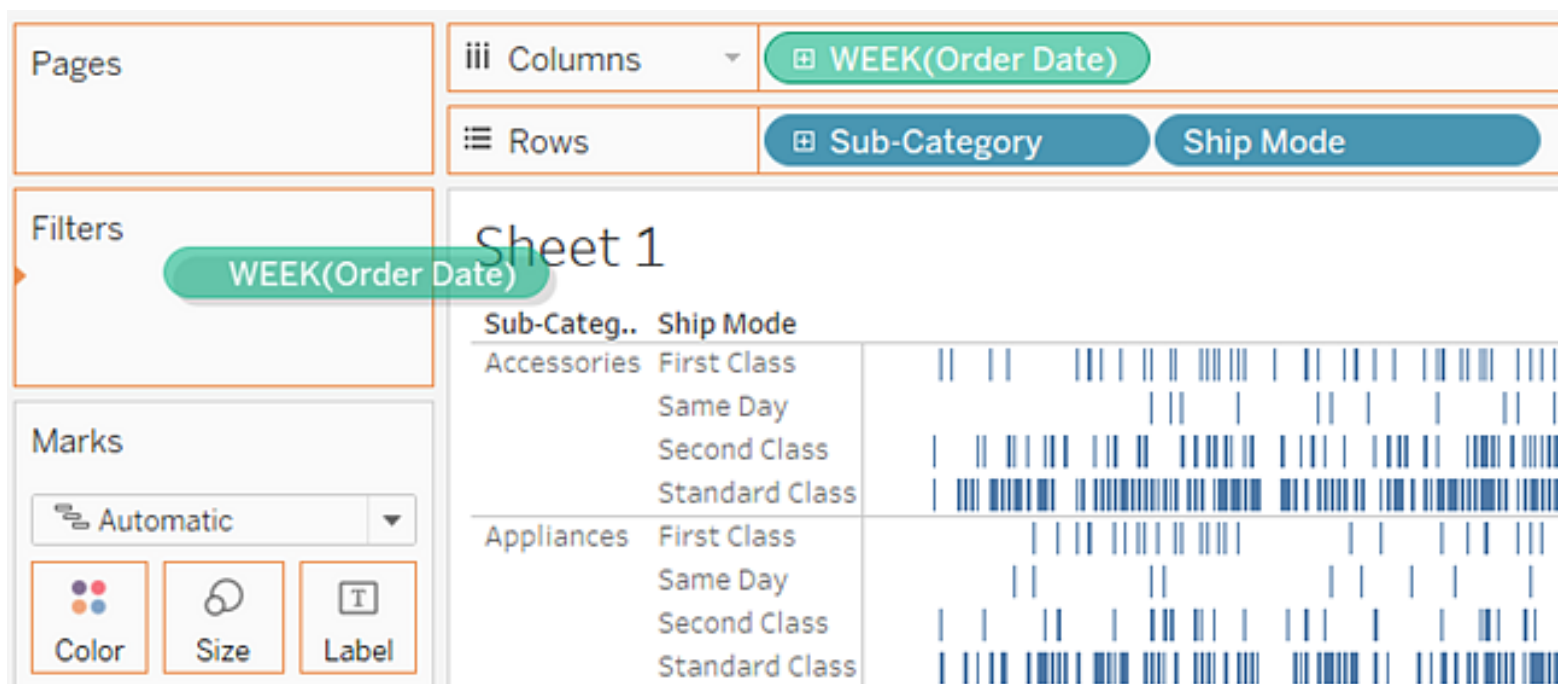 Pages
Columns
WEEK(Order Date)
Rows
Sub-Category
Ship Mode
Filters
WEEK(Order Date)
Sheet 1
Sub-Categ.. Ship Mode
Accessories First Class
Same Day
Second Class
Standard Class
Appliances First Class
Same Day
Second Class
Standard Class
Marks
Automatic
Color
Size
T
Label